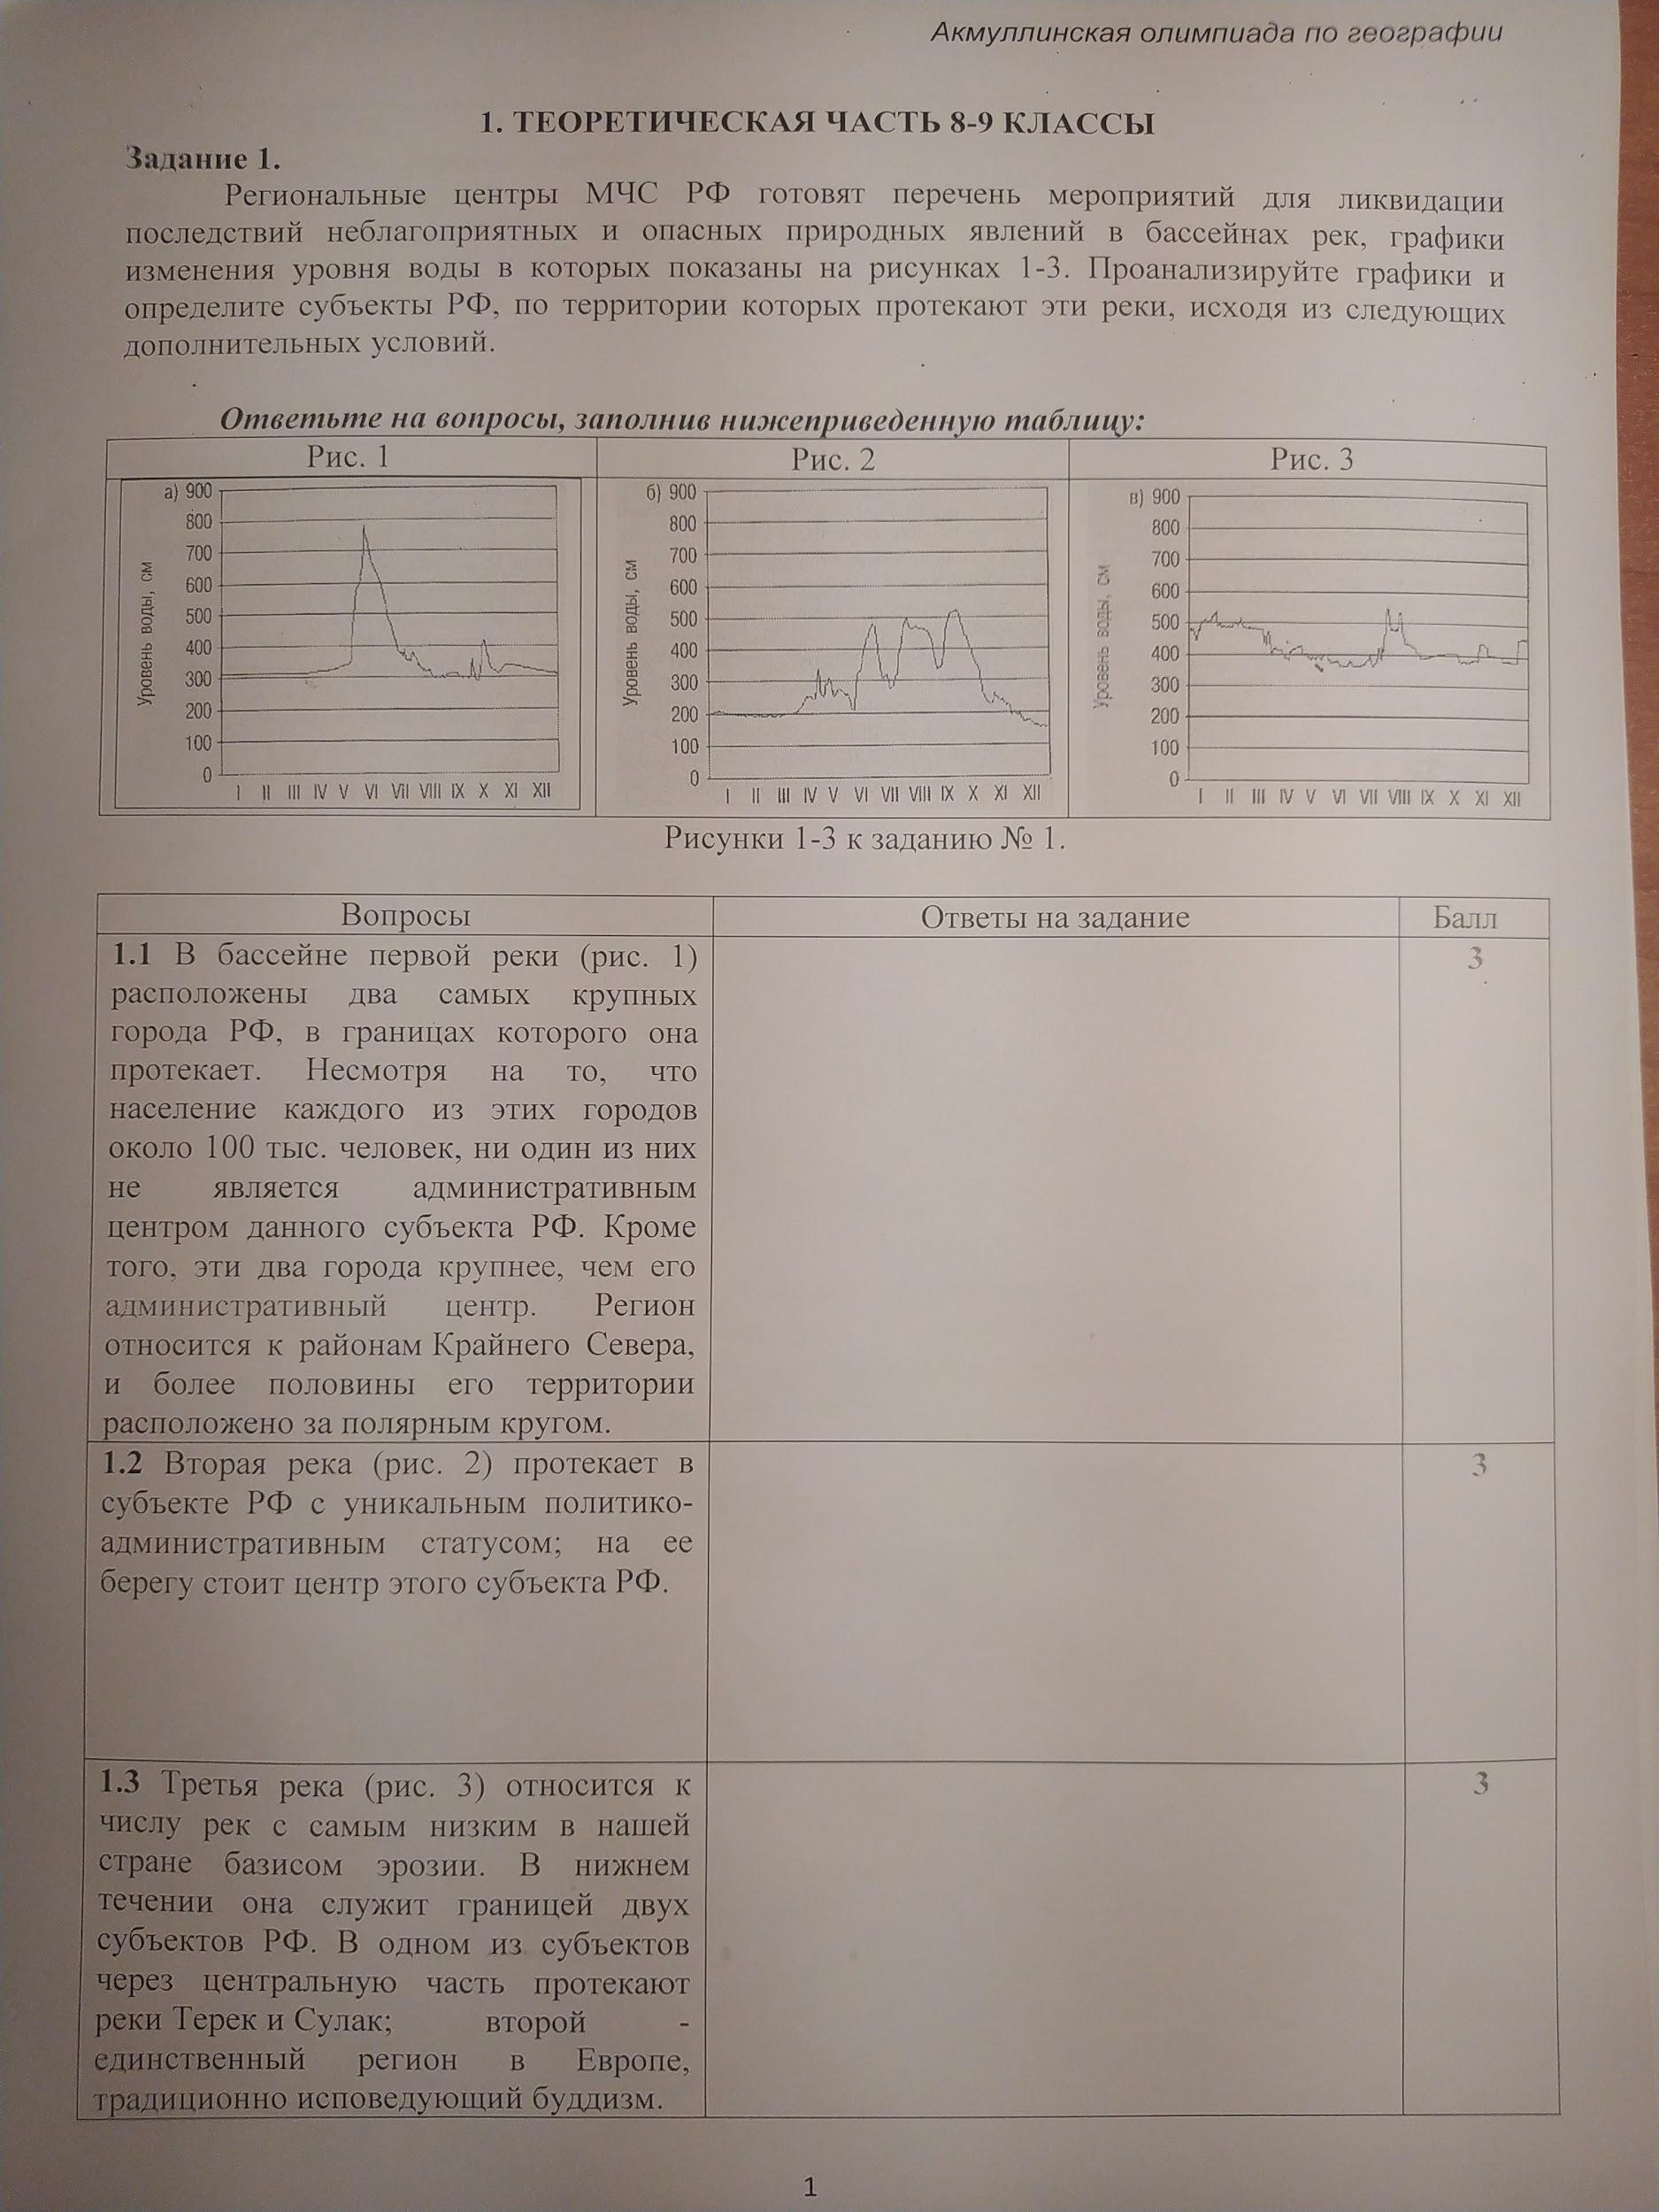 Акмуллинская олимпиада по географии
1. ТЕОРЕТИЧЕСКАЯ ЧАСТЬ 8-9 КЛАССЫ
Задание 1.
Региональные центры МЧС РФ готовят перечень мероприятий для ликвидации
последствий неблагоприятных и опасных природных явлений в бассейнах рек, графики
изменения уровня воды в которых показаны на рисунках 1-3. Проанализируйте графики и
определите субъекты РФ, по территории которых протекают эти реки, исходя из следующих
дополнительных условий.
Ответьте на вопросы, заполнив нижеприведенную таблицу:
Рис. 1
а) 900
800
700
600
500
400
300
200
100
0
Уровень воды, см
I II III IV V VI VII VIII IX X XI XII
Рис. 2
б) 900
800
700
600
500
400
300
200
100
0
Уровень воды, см
I II III IV V VI VII VIII IX X XI XII
Рис. 3
в) 900
800
700
600
500
400
300
200
100
0
Уровень воды, см
I II III IV V VI VII VIII IX X XI XII
Рисунки 1-3 к заданию № 1.
Вопросы Ответы на задание Балл
1.1 В бассейне первой реки (рис. 1)
расположены два самых крупных
города РФ, в границах которого она
протекает. Несмотря на то, что
население каждого из этих городов
около 100 тыс. человек, ни один из них
не является административным
центром данного субъекта РФ. Кроме
того, эти два города крупнее, чем его
административный центр. Регион
относится к районам Крайнего Севера,
и более половины его территории
расположено за полярным кругом.
3
1.2 Вторая река (рис. 2) протекает в
субъекте РФ с уникальным политико-
административным статусом; на ее
берегу стоит центр этого субъекта РФ.
3
1.3 Третья река (рис. 3) относится к
числу рек с самым низким в нашей
стране базисом эрозии. В нижнем
течении она служит границей двух
субъектов РФ. В одном из субъектов
через центральную часть протекают
реки Терек и Сулак; второй -
единственный регион в Европе,
традиционно исповедующий буддизм.
3
1